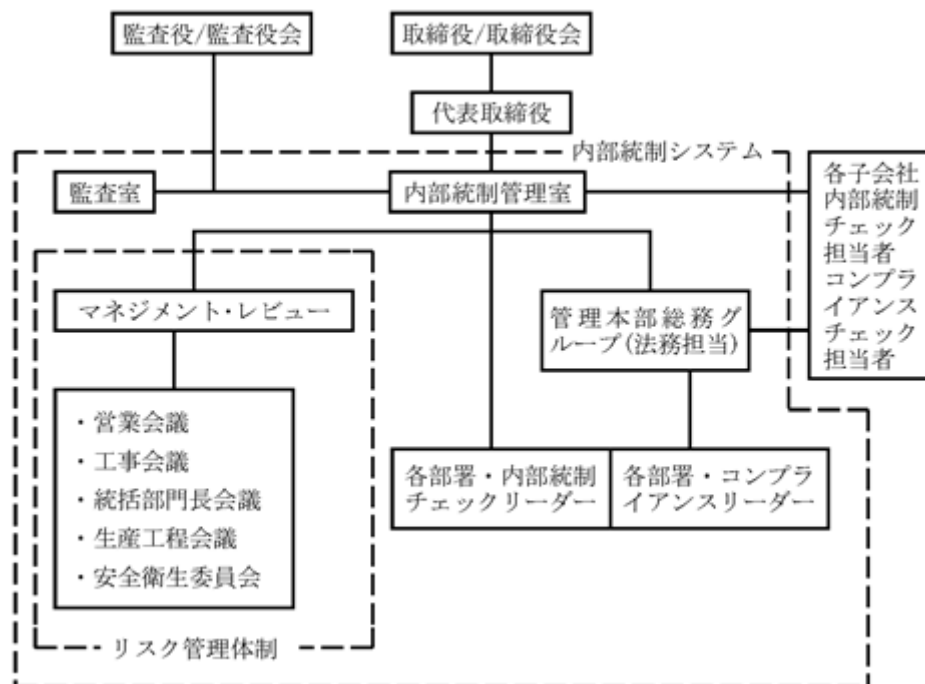 監査役/監査役会
取締役/取締役会
代表取締役
内部統制システム
監査室
内部統制管理室
各子会社
内部統制
チェック
担当者
コンプラ
イアンス
チェック
担当者
マネジメント・レビュー
管理本部総務グ
ループ(法務担当)
・営業会議
・工事会議
・統括部門長会議
・生産工程会議
・安全衛生委員会
各部署・内部統制
チェックリーダー
各部署・コンプラ
イアンスリーダー
リスク管理体制